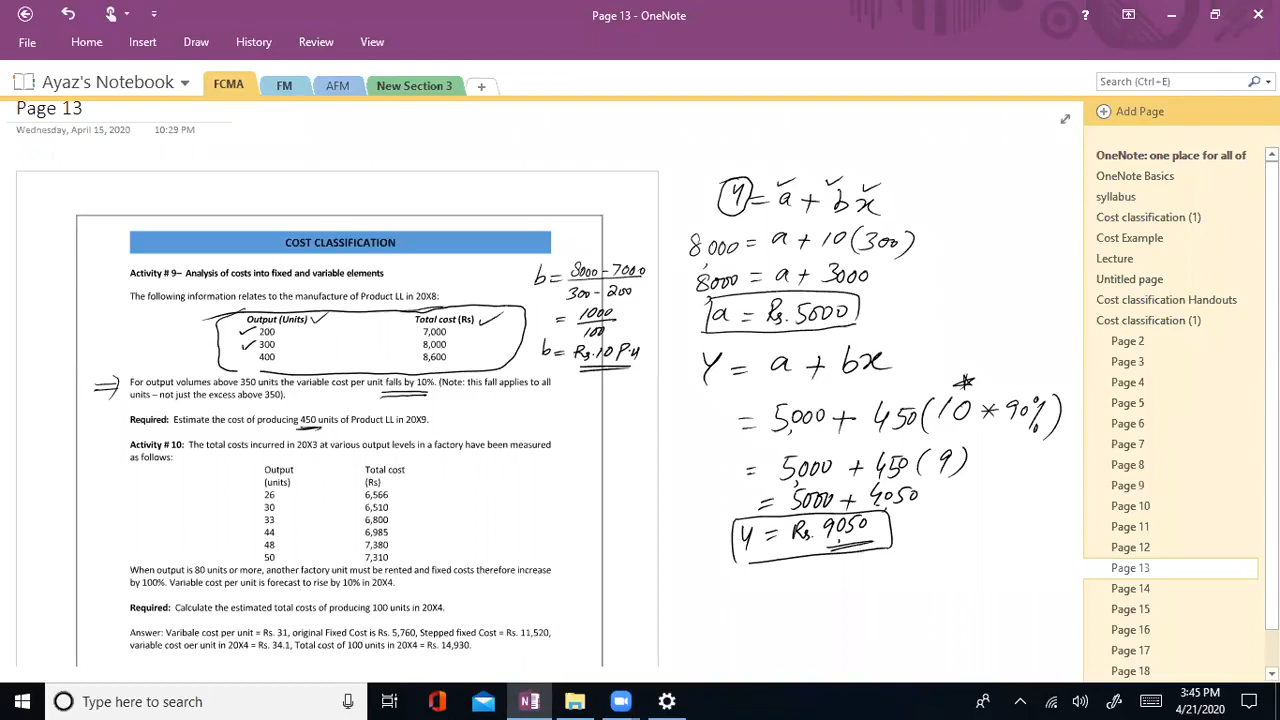 Page 13 - OneNote
File Home Insert Draw History Review View
Ayaz's Notebook FCMA FM AFM New Section 3 +
Search (Ctrl+E)
Page 13
Wednesday, April 15, 2020 10:29 PM
COST CLASSIFICATION
Activity # 9– Analysis of costs into fixed and variable elements
The following information relates to the manufacture of Product LL in 20X8:
Output (Units) Total cost (Rs)
200 7,000
300 8,000
400 8,600
For output volumes above 350 units the variable cost per unit falls by 10%. (Note: this fall applies to all
units – not just the excess above 350).
Required: Estimate the cost of producing 450 units of Product LL in 20X9.
Activity # 10: The total costs incurred in 20X3 at various output levels in a factory have been measured
as follows:
Output Total cost
(units) (Rs)
26 6,566
30 6,510
33 6,800
44 6,985
48 7,380
50 7,310
When output is 80 units or more, another factory unit must be rented and fixed costs therefore increase
by 100%. Variable cost per unit is forecast to rise by 10% in 20X4.
Required: Calculate the estimated total costs of producing 100 units in 20X4.
Answer: Varibale cost per unit = Rs. 31, original Fixed Cost is Rs. 5,760, Stepped fixed Cost = Rs. 11,520,
variable cost oer unit in 20X4 = Rs. 34.1, Total cost of 100 units in 20X4 = Rs. 14,930.
b = 8000 - 7000
300 - 200
= 1000
100
b = Rs. 10 P.u
y = a + bx
8,000 = a + 10(300)
8,000 = a + 3000
a = Rs. 5000
Y = a + bx
= 5,000 + 450(10 * 90%)
= 5,000 + 450(9)
= 5000 + 4,050
y = Rs. 9,050
Add Page
OneNote: one place for all of
OneNote Basics
syllabus
Cost classification (1)
Cost Example
Lecture
Untitled page
Cost classification Handouts
Cost classification (1)
Page 2
Page 3
Page 4
Page 5
Page 6
Page 7
Page 8
Page 9
Page 10
Page 11
Page 12
Page 13
Page 14
Page 15
Page 16
Page 17
Page 18
Type here to search
3:45 PM
4/21/2020